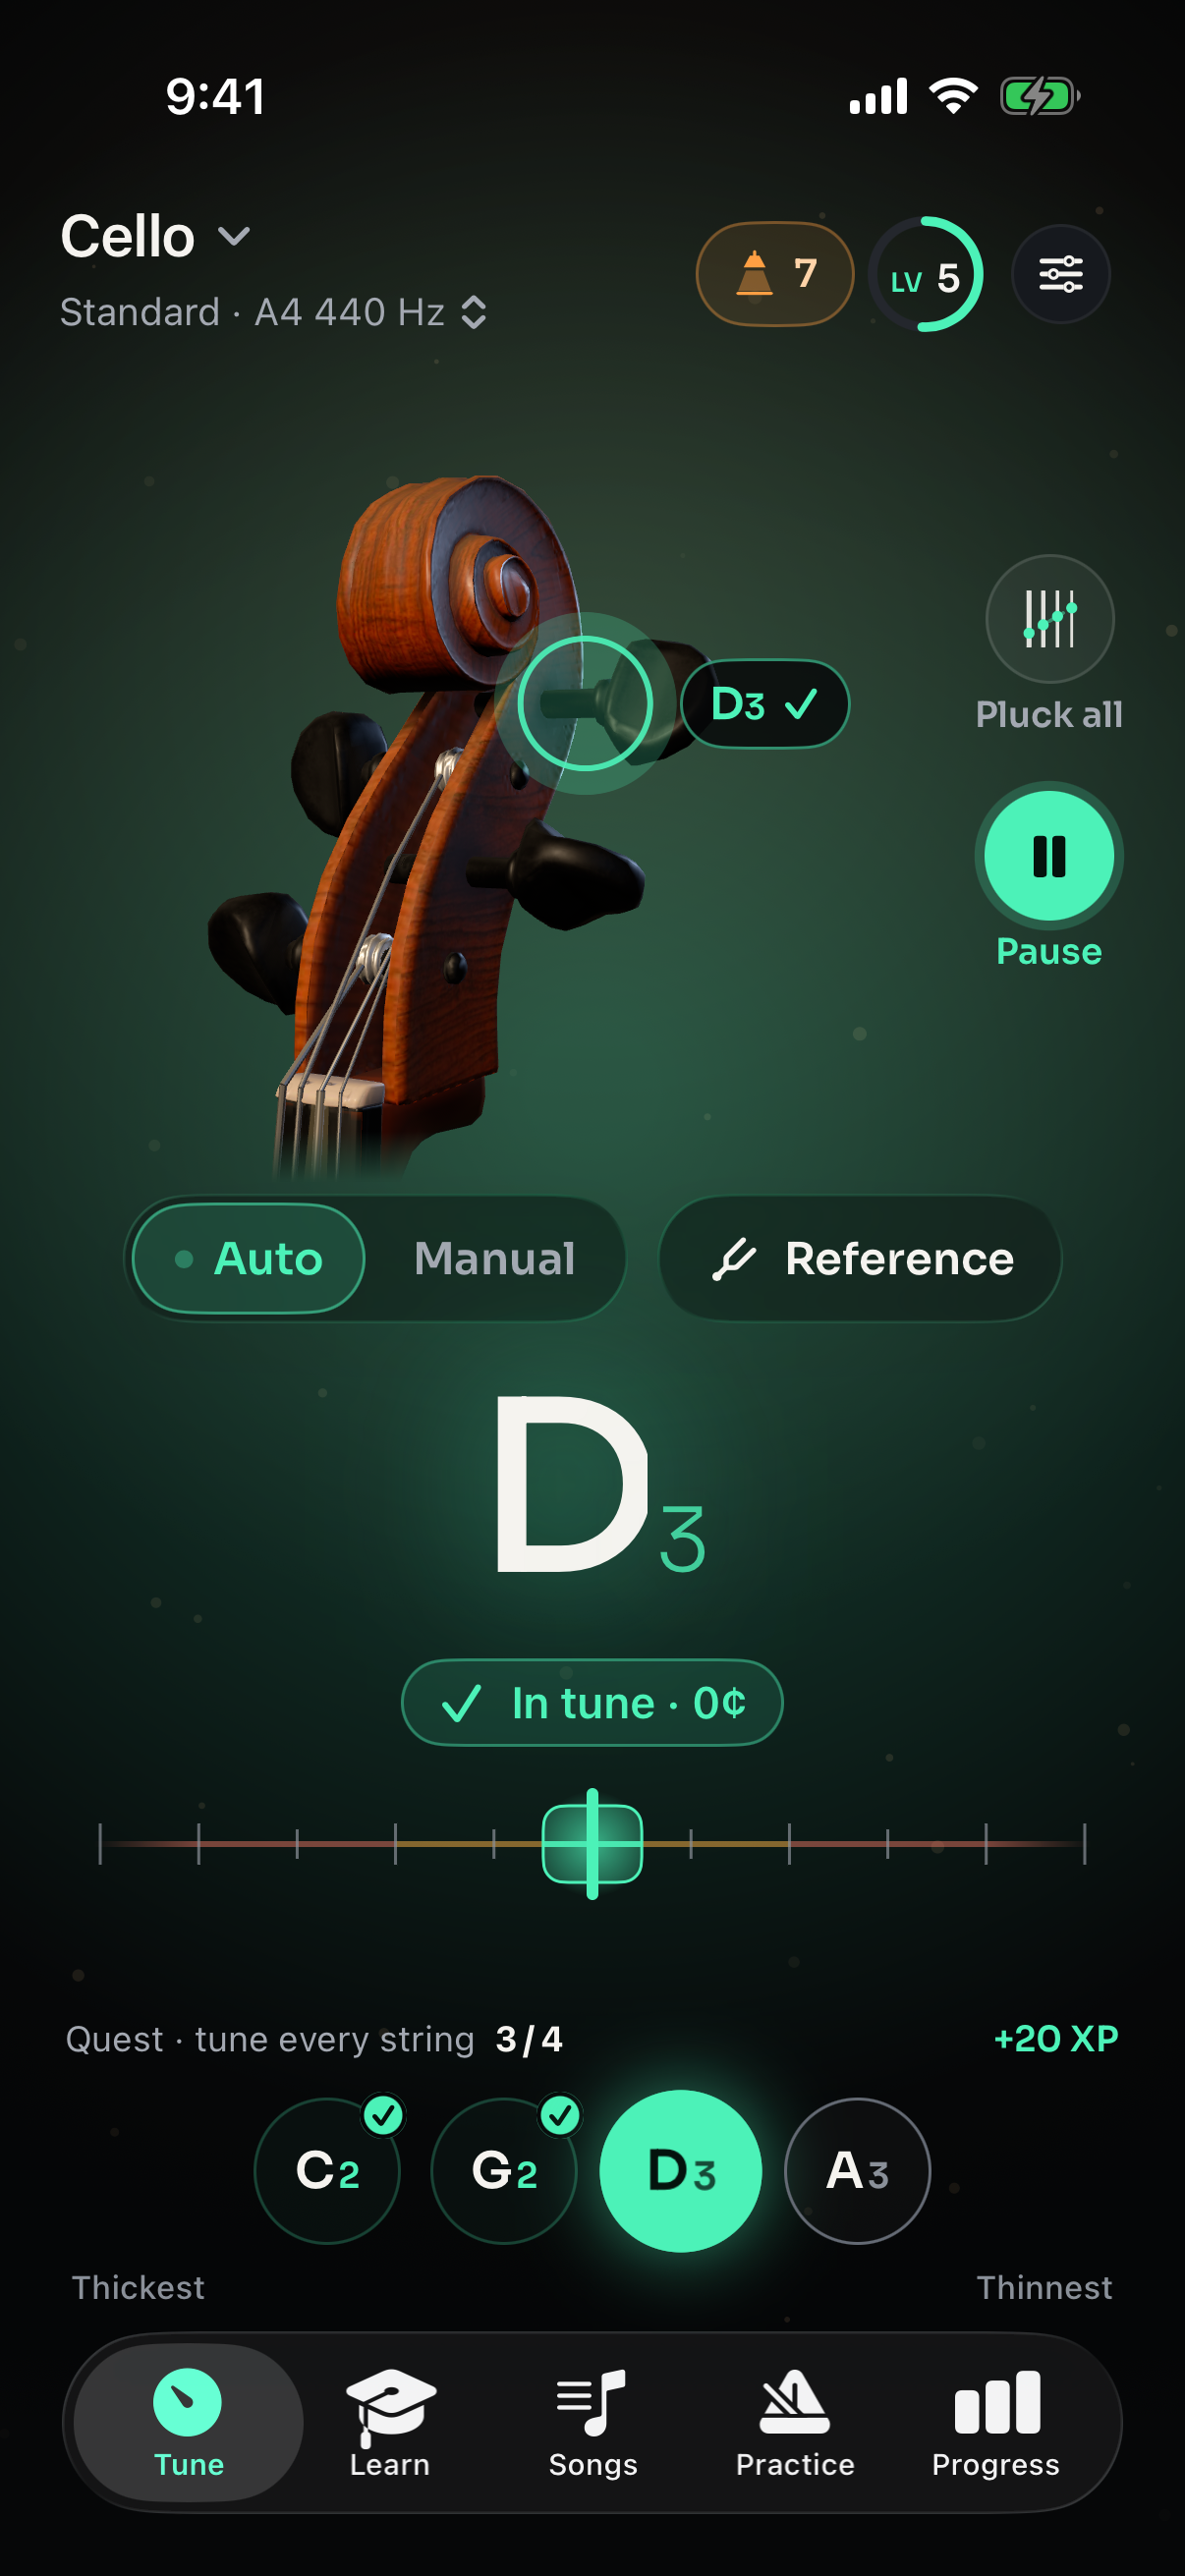 9:41
Cello
7
LV 5
Standard · A4 440 Hz
D3
Pluck all
Pause
Auto
Manual
Reference
D3
In tune · 0¢
Quest · tune every string 3/4
+20 XP
C2
G2
D3
A3
Thickest
Thinnest
Tune
Learn
Songs
Practice
Progress